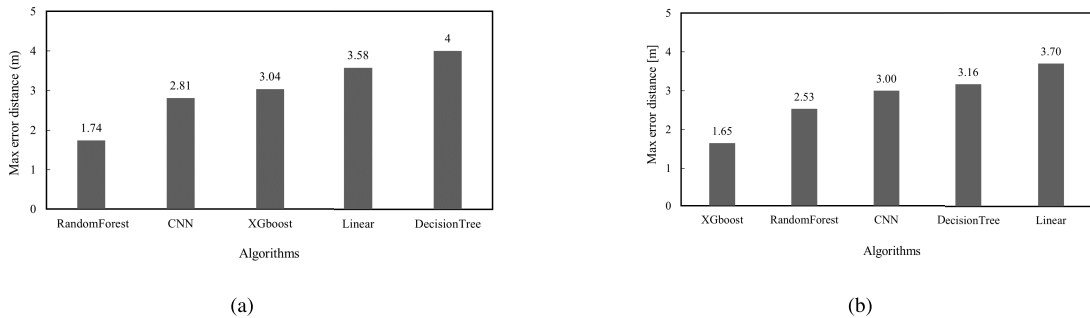 5
4
3
2
1
0
Max error distance (m)
1.74
2.81
3.04
3.58
4
RandomForest
CNN
XGboost
Linear
DecisionTree
Algorithms
(a)
5
4
3
2
1
0
Max error distance [m]
1.65
2.53
3.00
3.16
3.70
XGboost
RandomForest
CNN
DecisionTree
Linear
Algorithms
(b)